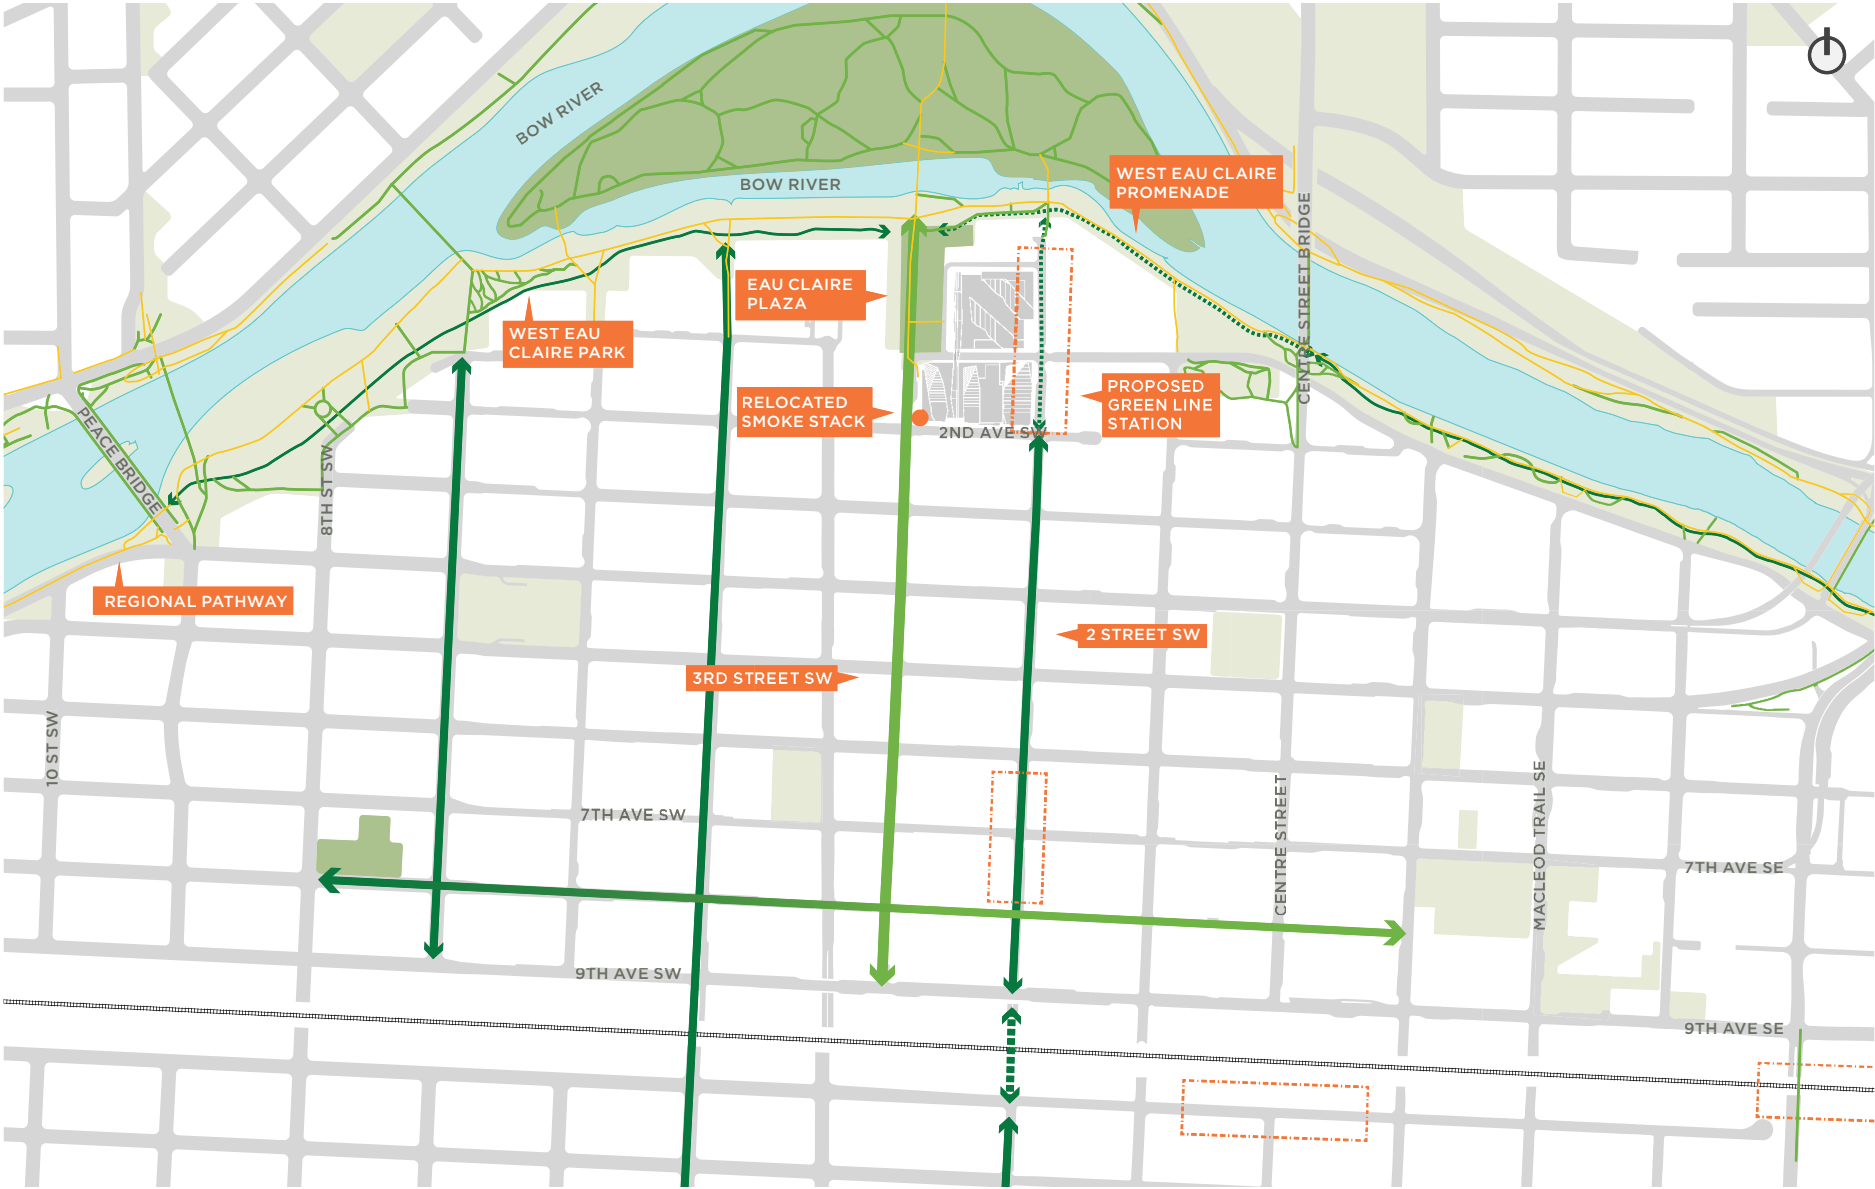 BOW RIVER
BOW RIVER
WEST EAU CLAIRE
PROMENADE
CENTRE STREET BRIDGE
EAU CLAIRE
PLAZA
WEST EAU
CLAIRE PARK
RELOCATED
SMOKE STACK
PROPOSED
GREEN LINE
STATION
2ND AVE SW
PEACE BRIDGE
8TH ST SW
REGIONAL PATHWAY
2 STREET SW
3RD STREET SW
10 ST SW
7TH AVE SW
CENTRE STREET
MACLEOD TRAIL SE
7TH AVE SE
9TH AVE SW
9TH AVE SE